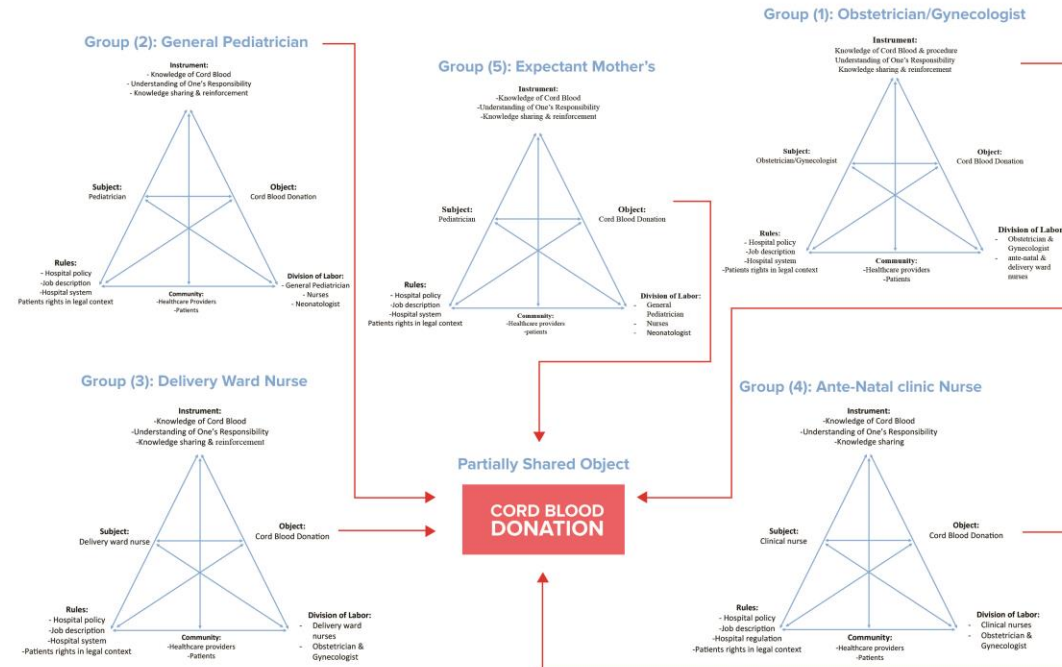 Group (1): Obstetrician/Gynecologist
Instrument:
Knowledge of Cord Blood & procedure
Understanding of One's Responsibility
Knowledge sharing & reinforcement
Subject:
Obstetrician/Gynecologist
Object:
Cord Blood Donation
Rules:
- Hospital policy
- Job description
-Hospital system
-Patients rights in legal context
Community:
-Healthcare providers
-Patients
Division of Labor:
- Obstetrician &
Gynecologist
- ante-natal &
delivery ward
nurses
Group (2): General Pediatrician
Instrument:
- Knowledge of Cord Blood
- Understanding of One's Responsibility
- Knowledge sharing & reinforcement
Subject:
Pediatrician
Object:
Cord Blood Donation
Rules:
- Hospital policy
-Job description
-Hospital system
Patients rights in legal context
Community:
-Healthcare Providers
-Patients
Division of Labor:
- General Pediatrician
- Nurses
- Neonatologist
Group (5): Expectant Mother's
Instrument:
-Knowledge of Cord Blood
-Understanding of One's Responsibility
-Knowledge sharing & reinforcement
Subject:
Pediatrician
Object:
Cord Blood Donation
Rules:
- Hospital policy
-Job description
-Hospital system
Patients rights in legal context
Community:
-Healthcare providers
-patients
Division of Labor:
- General
Pediatrician
- Nurses
- Neonatologist
Group (3): Delivery Ward Nurse
Instrument:
-Knowledge of Cord Blood
-Understanding of One's Responsibility
-Knowledge sharing & reinforcement
Subject:
Delivery ward nurse
Object:
Cord Blood Donation
Rules:
- Hospital policy
-Job description
-Hospital system
-Patients rights in legal context
Community:
-Healthcare providers
-Patients
Division of Labor:
- Delivery ward
nurses
- Obstetrician &
Gynecologist
Partially Shared Object
CORD BLOOD
DONATION
Group (4): Ante-Natal clinic Nurse
Instrument:
-Knowledge of Cord Blood
-Understanding of One's Responsibility
-Knowledge sharing
Subject:
Clinical nurse
Object:
Cord Blood Donation
Rules:
- Hospital policy
-Job description
-Hospital regulation
-Patients rights in legal context
Community:
-Healthcare providers
-Patients
Division of Labor:
- Clinical nurses
- Obstetrician &
Gynecologist